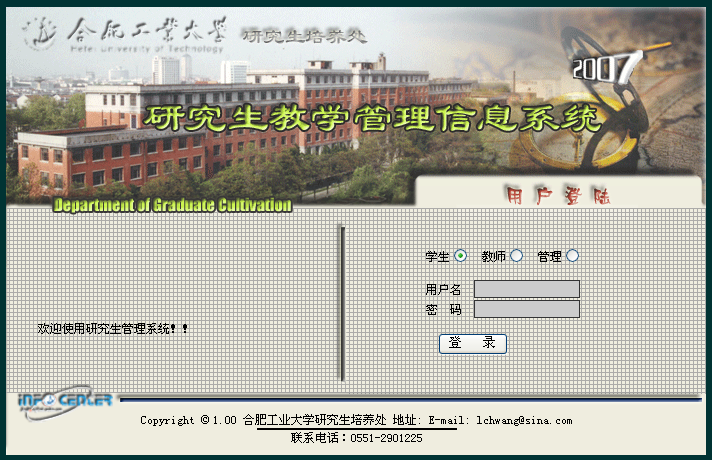 合肥工业大学 研究生培养处
Hefei University of Technology
2007
研究生教学管理信息系统
Department of Graduate Cultivation
用户登陆
学生 教师 管理
用户名
密 码
欢迎使用研究生管理系统！！
登 录
INFO CENTER
Copyright © 1.00 合肥工业大学研究生培养处 地址: E-mail: lchwang@sina.com
联系电话：0551-2901225